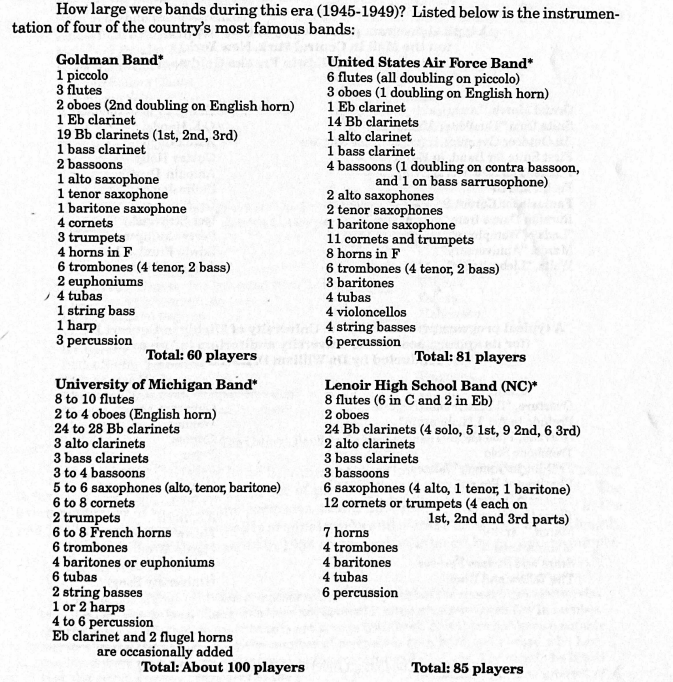 How large were bands during this era (1945-1949)? Listed below is the instrumen-
tation of four of the country's most famous bands:
Goldman Band*
1 piccolo
3 flutes
2 oboes (2nd doubling on English horn)
1 Eb clarinet
19 Bb clarinets (1st, 2nd, 3rd)
1 bass clarinet
2 bassoons
1 alto saxophone
1 tenor saxophone
1 baritone saxophone
4 cornets
3 trumpets
4 horns in F
6 trombones (4 tenor, 2 bass)
2 euphoniums
4 tubas
1 string bass
1 harp
3 percussion
Total: 60 players
United States Air Force Band*
6 flutes (all doubling on piccolo)
3 oboes (1 doubling on English horn)
1 Eb clarinet
14 Bb clarinets
1 alto clarinet
1 bass clarinet
4 bassoons (1 doubling on contra bassoon,
and 1 on bass sarrusophone)
2 alto saxophones
2 tenor saxophones
1 baritone saxophone
11 cornets and trumpets
8 horns in F
6 trombones (4 tenor, 2 bass)
3 baritones
4 tubas
4 violoncellos
4 string basses
6 percussion
Total: 81 players
University of Michigan Band*
8 to 10 flutes
2 to 4 oboes (English horn)
24 to 28 Bb clarinets
3 alto clarinets
3 bass clarinets
3 to 4 bassoons
5 to 6 saxophones (alto, tenor, baritone)
6 to 8 cornets
2 trumpets
6 to 8 French horns
6 trombones
4 baritones or euphoniums
6 tubas
2 string basses
1 or 2 harps
4 to 6 percussion
Eb clarinet and 2 flugel horns
are occasionally added
Total: About 100 players
Lenoir High School Band (NC)*
8 flutes (6 in C and 2 in Eb)
2 oboes
24 Bb clarinets (4 solo, 5 1st, 9 2nd, 6 3rd)
2 alto clarinets
3 bass clarinets
3 bassoons
6 saxophones (4 alto, 1 tenor, 1 baritone)
12 cornets or trumpets (4 each on
1st, 2nd and 3rd parts)
7 horns
4 trombones
4 baritones
4 tubas
6 percussion
Total: 85 players